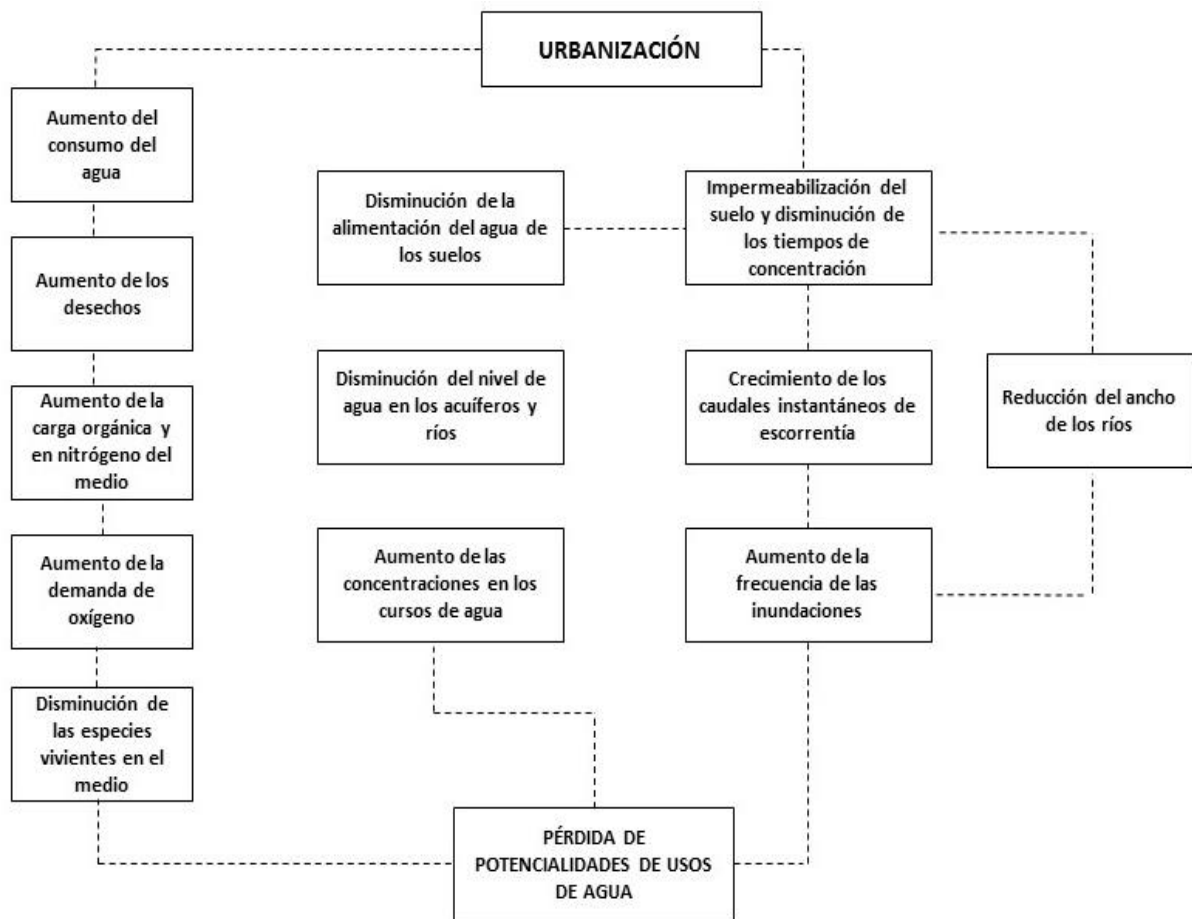 URBANIZACIÓN
Aumento del
consumo del
agua
Aumento de los
desechos
Aumento de la
carga orgánica y
en nitrógeno del
medio
Aumento de la
demanda de
oxígeno
Disminución de
las especies
vivientes en el
medio
Disminución de la
alimentación del agua de
los suelos
Disminución del nivel de
agua en los acuíferos y
ríos
Aumento de las
concentraciones en los
cursos de agua
Impermeabilización del
suelo y disminución de
los tiempos de
concentración
Crecimiento de los
caudales instantáneos de
escorrentía
Aumento de la
frecuencia de las
inundaciones
Reducción del ancho
de los ríos
PÉRDIDA DE
POTENCIALIDADES DE USOS
DE AGUA